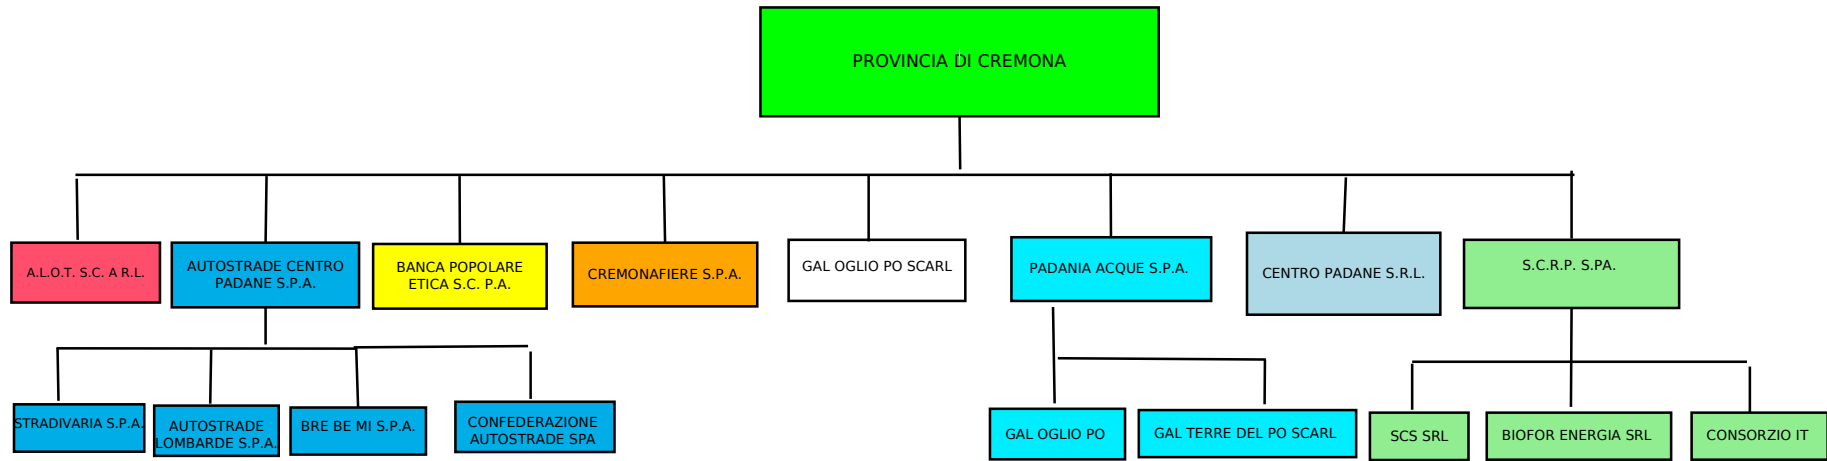 PROVINCIA DI CREMONA
A.L.O.T. S.C. A R.L.
AUTOSTRADE CENTRO
PADANE S.P.A.
BANCA POPOLARE
ETICA S.C. P.A.
CREMONAFIERE S.P.A.
GAL OGLIO PO SCARL
PADANIA ACQUE S.P.A.
CENTRO PADANE S.R.L.
S.C.R.P. S.PA.
STRADIVARIA S.P.A.
AUTOSTRADE
LOMBARDE S.P.A.
BRE BE MI S.P.A.
CONFEDERAZIONE
AUTOSTRADE SPA
GAL OGLIO PO
GAL TERRE DEL PO SCARL
SCS SRL
BIOFOR ENERGIA SRL
CONSORZIO IT